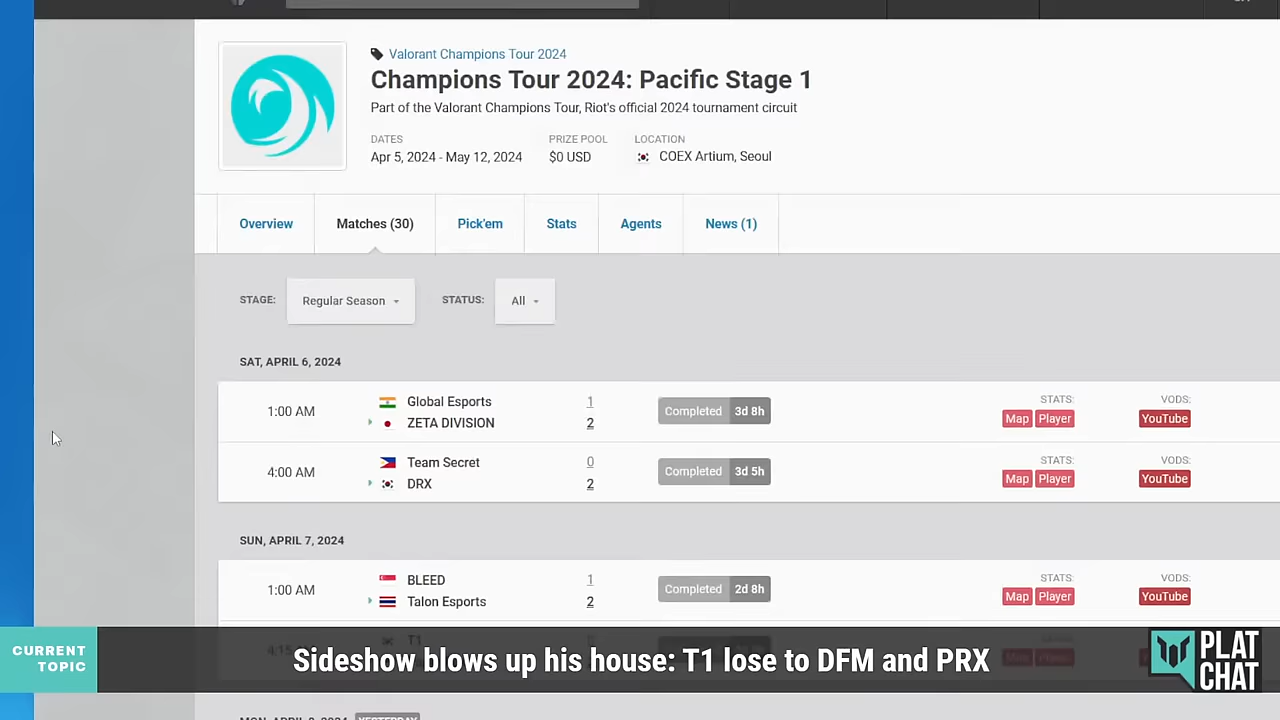 Valorant Champions Tour 2024
Champions Tour 2024: Pacific Stage 1
Part of the Valorant Champions Tour, Riot's official 2024 tournament circuit
DATES PRIZE POOL LOCATION
Apr 5, 2024 - May 12, 2024 $0 USD COEX Artium, Seoul
Overview Matches (30) Pick'em Stats Agents News (1)
STAGE: Regular Season STATUS: All
SAT, APRIL 6, 2024
1:00 AM Global Esports 1 Completed 3d 8h STATS: VODS:
ZETA DIVISION 2 Map Player YouTube
4:00 AM Team Secret 0 Completed 3d 5h STATS: VODS:
DRX 2 Map Player YouTube
SUN, APRIL 7, 2024
1:00 AM BLEED 1 Completed 2d 8h STATS: VODS:
Talon Esports 2 Map Player YouTube
T1
CURRENT TOPIC
Sideshow blows up his house: T1 lose to DFM and PRX
PLAT CHAT